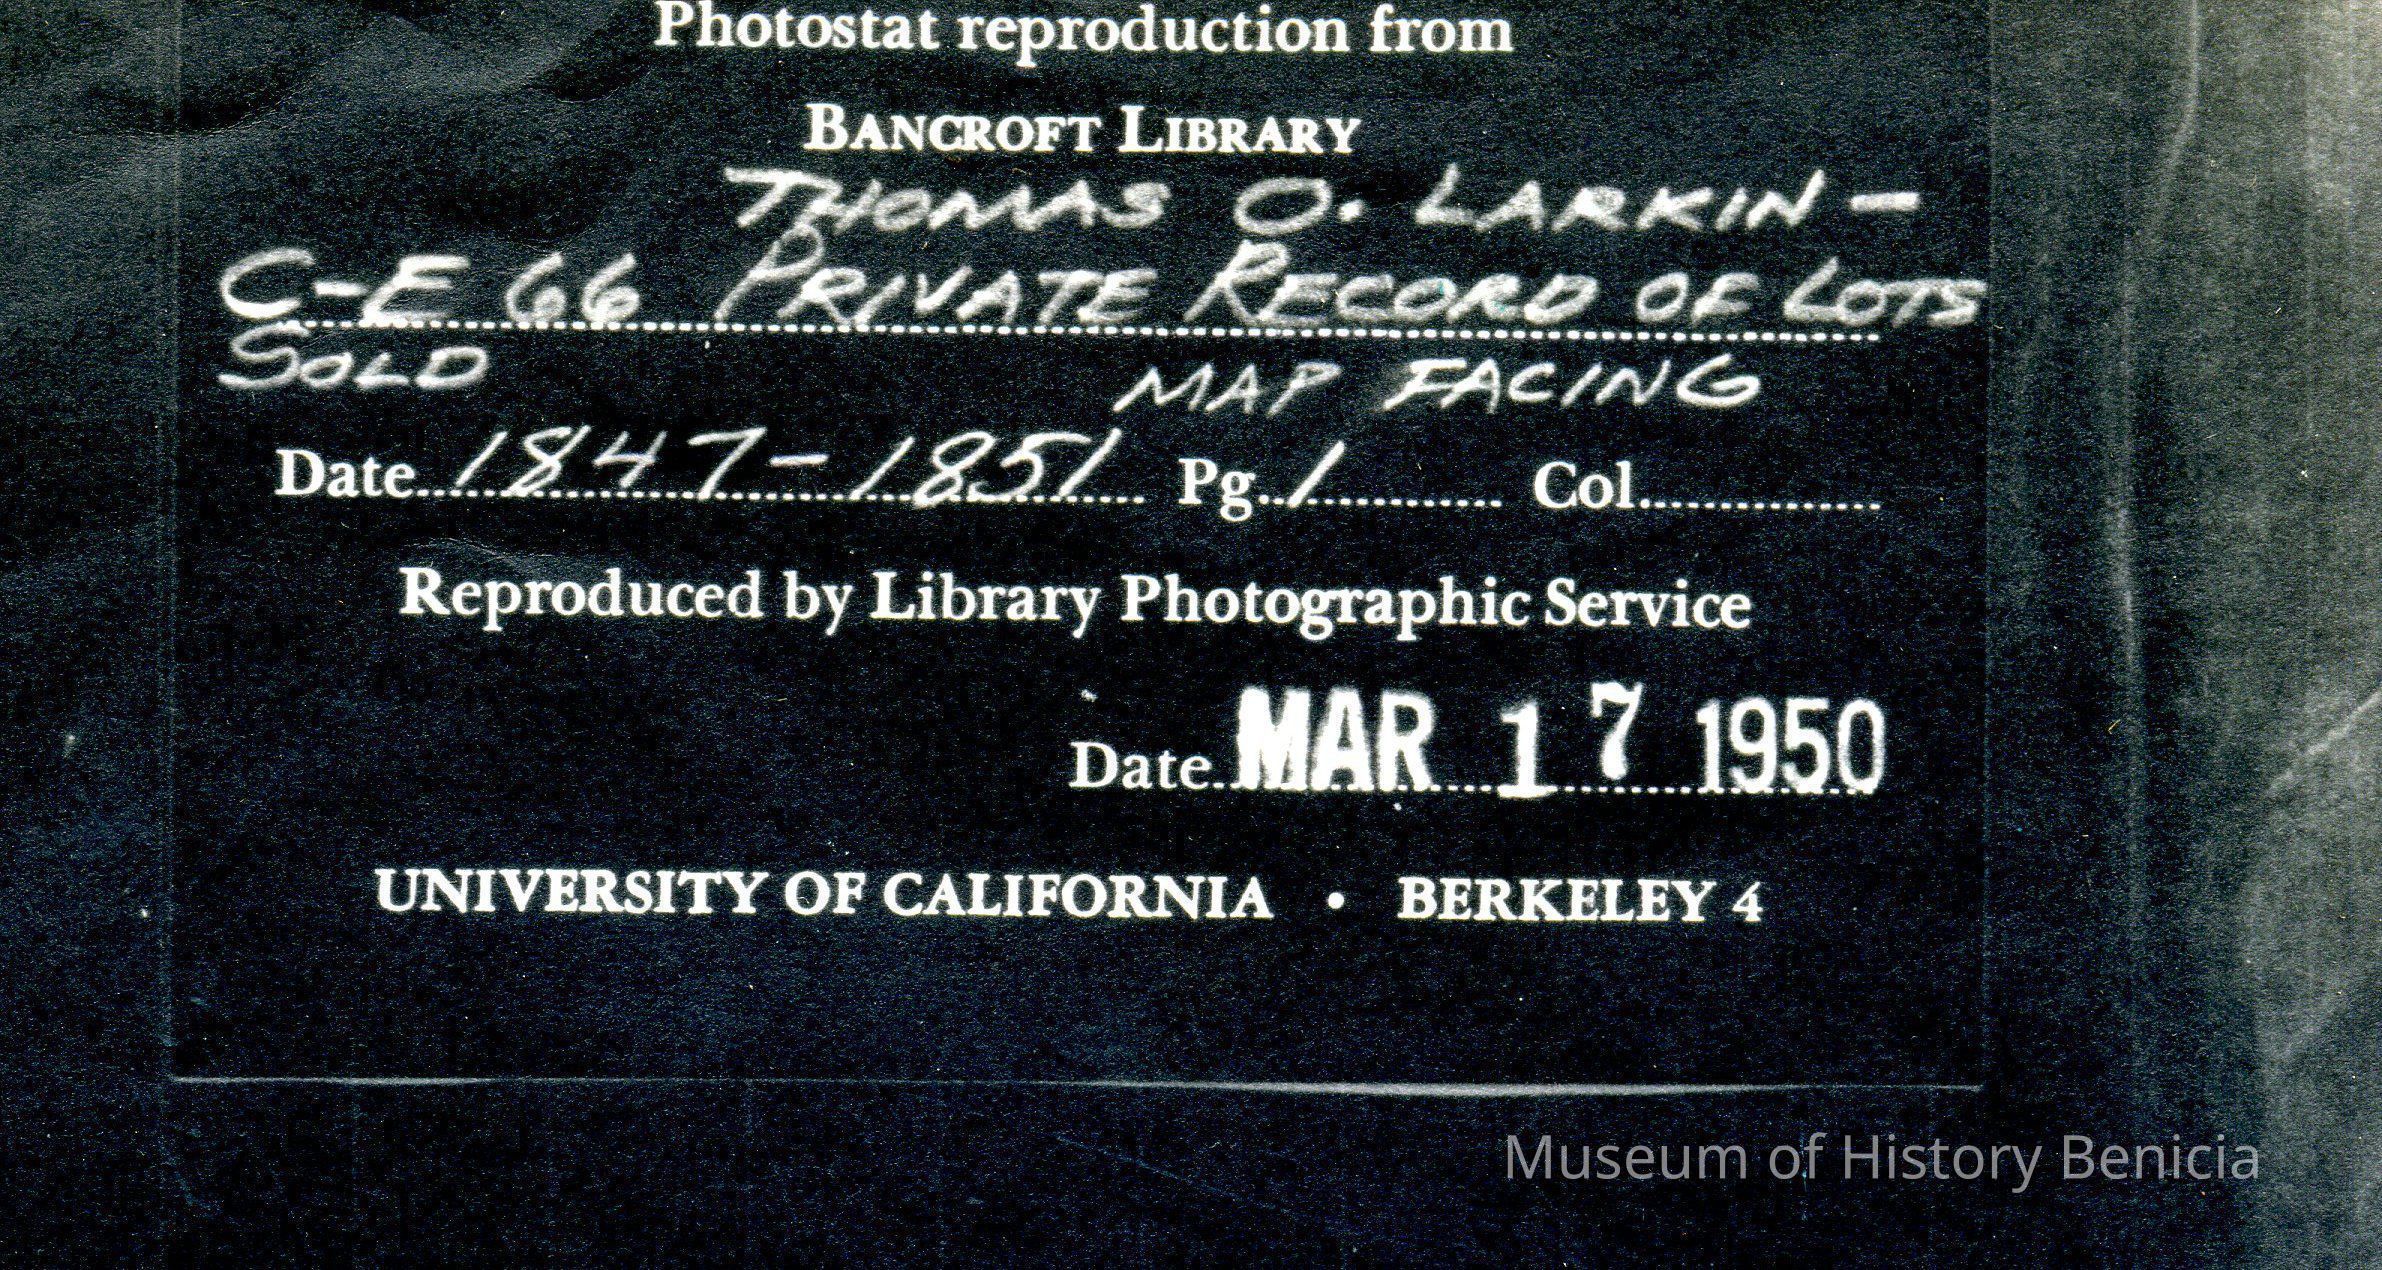 Photostat reproduction from
BANCROFT LIBRARY
THOMAS O. LARKIN –
C-E 66 PRIVATE RECORD OF LOTS
SOLD MAP FACING
Date 1847-1851 Pg. 1 Col.
Reproduced by Library Photographic Service
Date MAR 17 1950
UNIVERSITY OF CALIFORNIA • BERKELEY 4
Museum of History Benicia